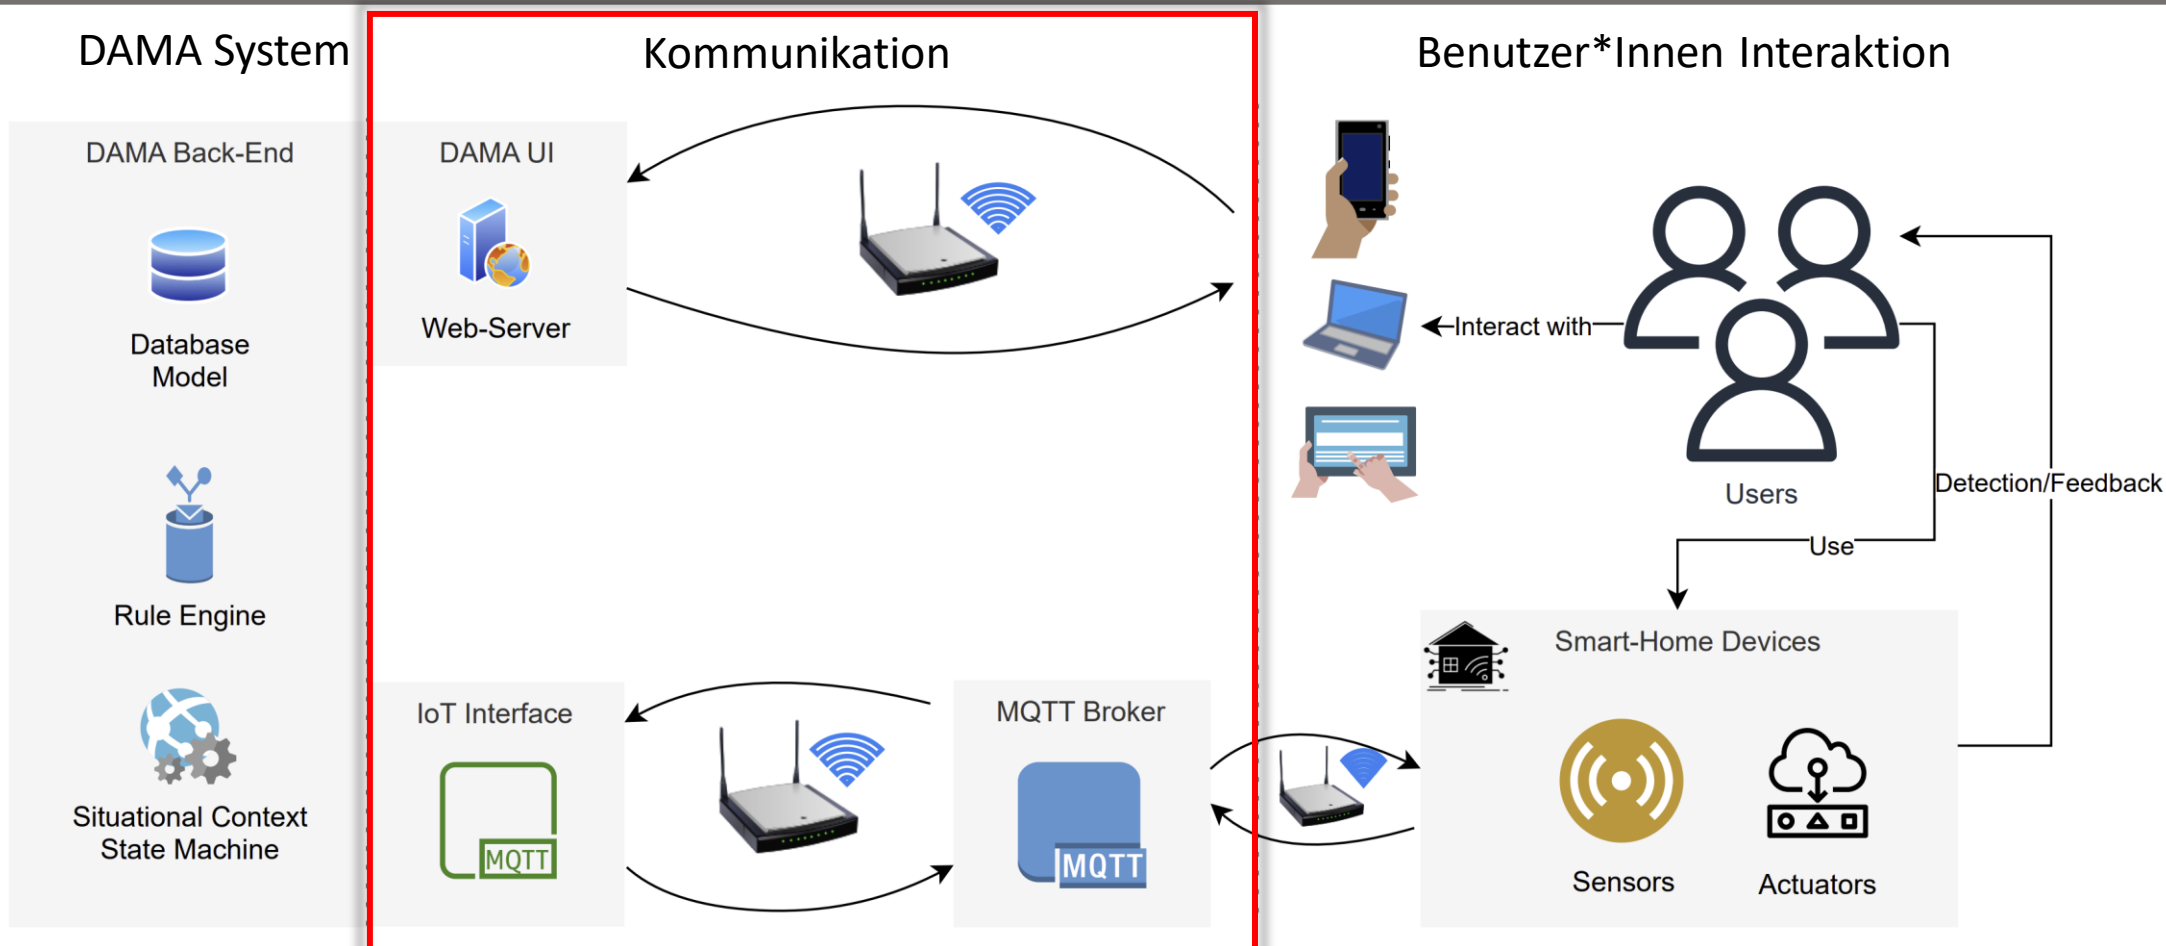 DAMA System
Kommunikation
Benutzer*Innen Interaktion
DAMA Back-End
Database
Model
Rule Engine
Situational Context
State Machine
DAMA UI
Web-Server
IoT Interface
MQTT
MQTT Broker
MQTT
Interact with
Users
Detection/Feedback
Use
Smart-Home Devices
Sensors
Actuators